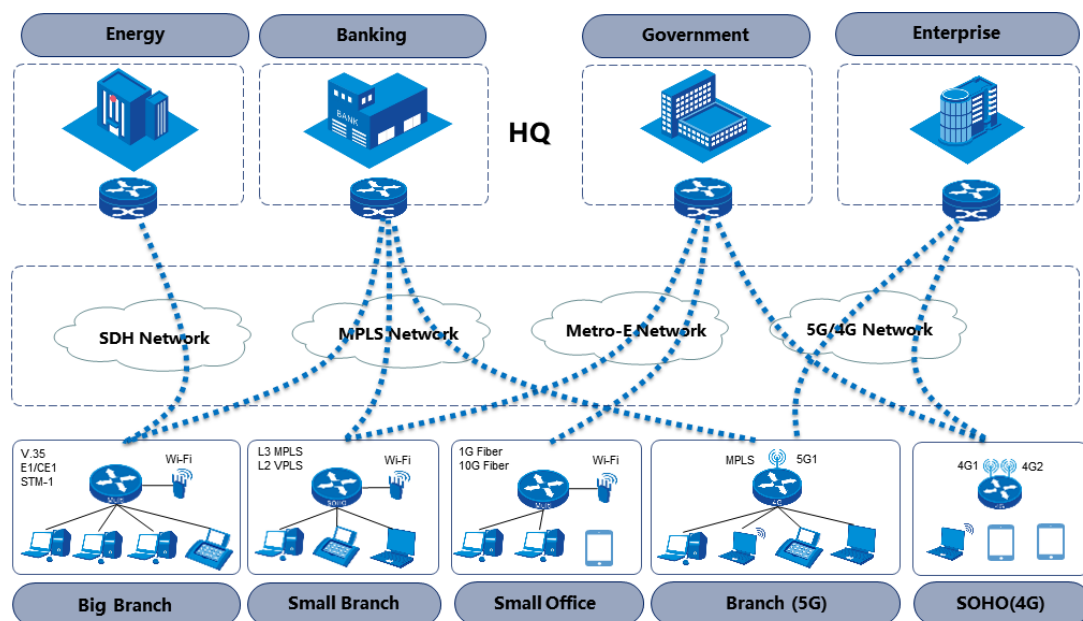 Energy
Banking
Government
Enterprise
BANK
HQ
SDH Network
MPLS Network
Metro-E Network
5G/4G Network
V.35
E1/CE1
STM-1
Wi-Fi
L3 MPLS
L2 VPLS
Wi-Fi
SOHO
1G Fiber
10G Fiber
Wi-Fi
MPLS
5G1
4G1
4G2
Big Branch
Small Branch
Small Office
Branch (5G)
SOHO(4G)